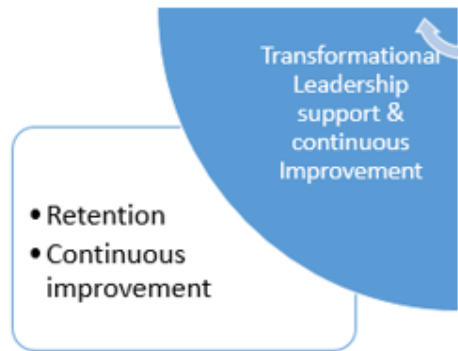 Transformational
Leadership
support &
continuous
Improvement
• Retention
• Continuous
improvement